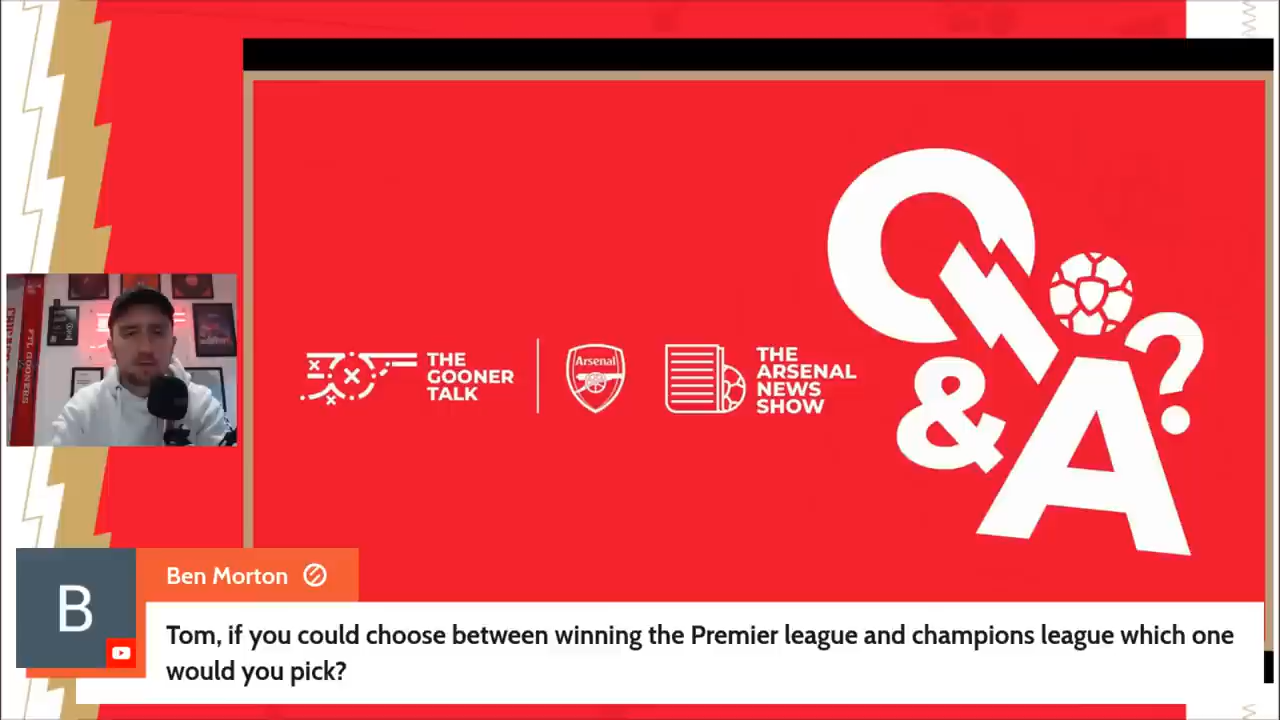 THE
GOONER
TALK
Arsenal
THE
ARSENAL
NEWS
SHOW
Q&A?
B
Ben Morton
Tom, if you could choose between winning the Premier league and champions league which one
would you pick?